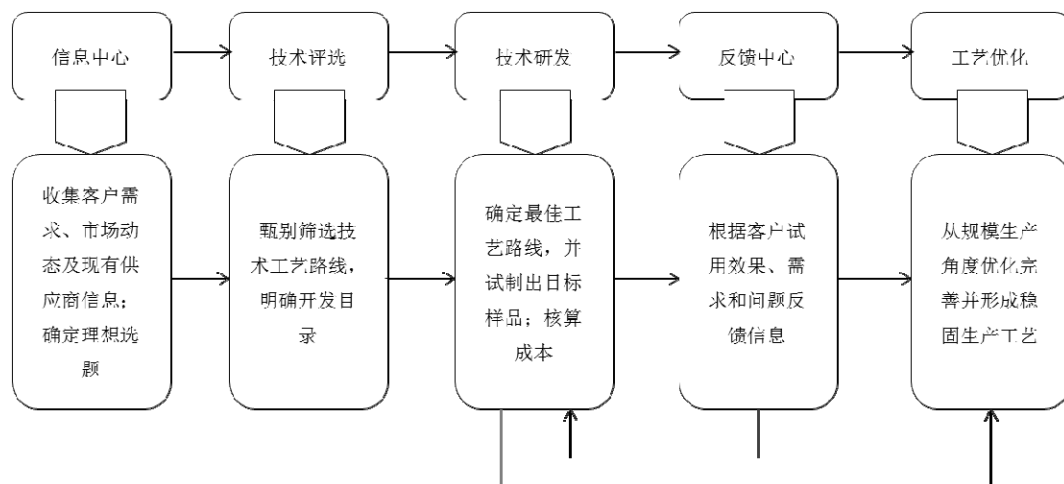 信息中心
技术评选
技术研发
反馈中心
工艺优化
收集客户需
求、市场动
态及现有供
应商信息；
确定理想选
题
甄别筛选技
术工艺路线，
明确开发目
录
确定最佳工
艺路线，并
试制出目标
样品；核算
成本
根据客户试
用效果、需
求和问题反
馈信息
从规模生产
角度优化完
善并形成稳
固生产工艺